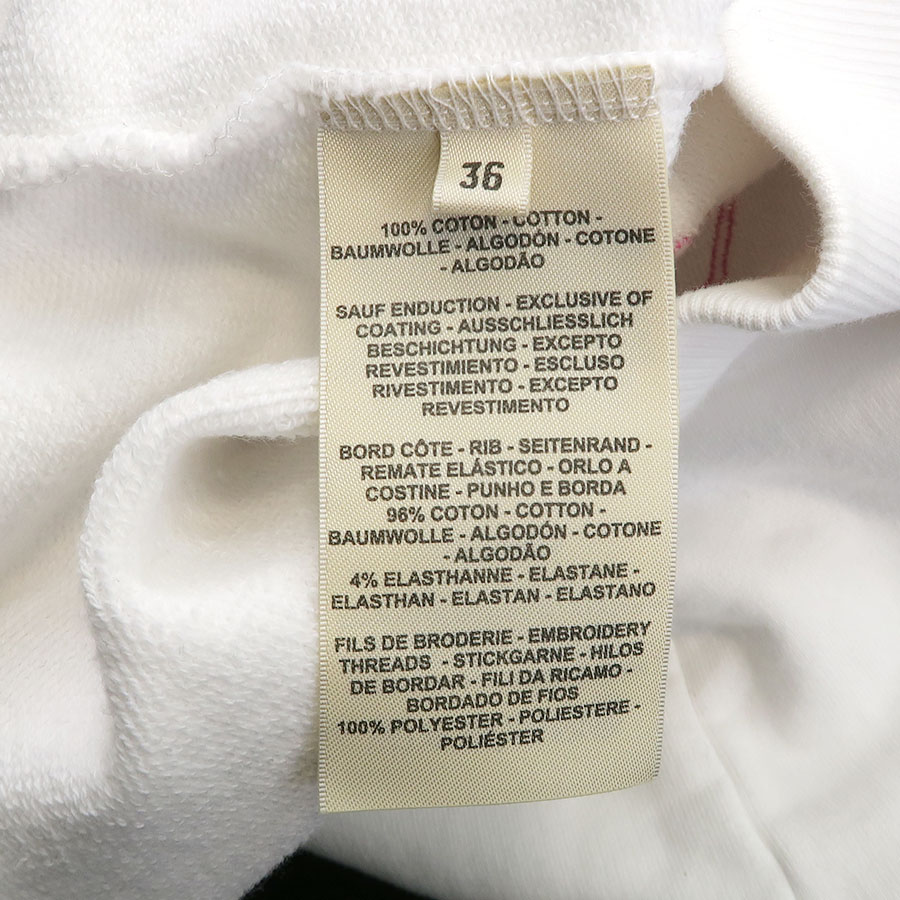 36
100% COTON - COTTON -
BAUMWOLLE - ALGODÓN - COTONE
- ALGODÃO
SAUF ENDUCTION - EXCLUSIVE OF
COATING - AUSSCHLIESSLICH
BESCHICHTUNG - EXCEPTO
REVESTIMIENTO - ESCLUSO
RIVESTIMENTO - EXCEPTO
REVESTIMENTO
BORD CÔTE - RIB - SEITENRAND -
REMATE ELÁSTICO - ORLO A
COSTINE - PUNHO E BORDA
96% COTON - COTTON -
BAUMWOLLE - ALGODÓN - COTONE
- ALGODÃO
4% ELASTHANNE - ELASTANE -
ELASTHAN - ELASTAN - ELASTANO
FILS DE BRODERIE - EMBROIDERY
THREADS - STICKGARNE - HILOS
DE BORDAR - FILI DA RICAMO -
BORDADO DE FIOS
100% POLYESTER - POLIESTERE -
POLIÉSTER